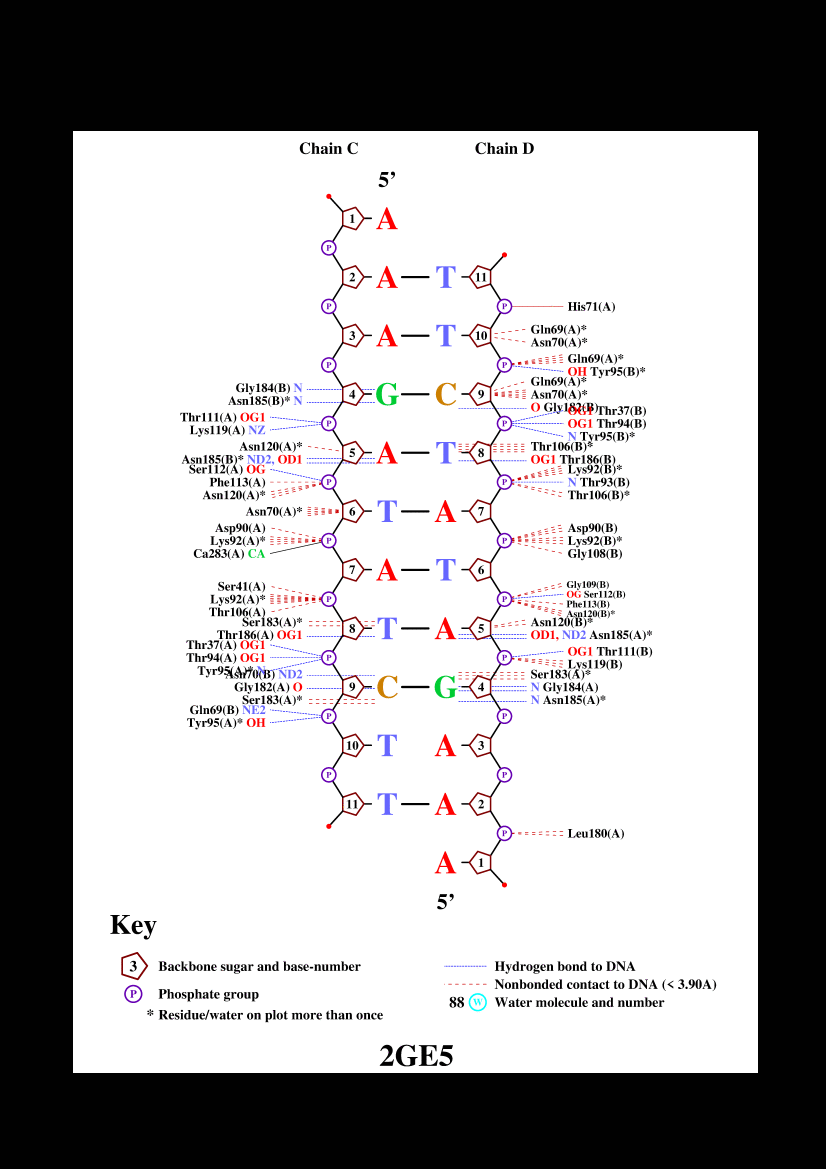 Chain C Chain D
5’
1 A
P
2 A T 11
P P His71(A)
Gln69(A)*
3 A T 10
Asn70(A)*
Gln69(A)*
P P
OH Tyr95(B)*
Gln69(A)*
Gly184(B) N
4 G C 9
Asn70(A)*
Asn185(B)* N
O Gly182(B)
OG1 Thr37(B)
Thr111(A) OG1
P P
OG1 Thr94(B)
Lys119(A) NZ
N Tyr95(B)*
Asn120(A)*
Thr106(B)*
5 A T 8
Asn185(B)* ND2, OD1
OG1 Thr186(B)
Ser112(A) OG
Lys92(B)*
Phe113(A)
P P
N Thr93(B)
Asn120(A)*
Thr106(B)*
Asn70(A)*
6 T A 7
Asp90(A)
Asp90(B)
Lys92(A)*
P P
Lys92(B)*
Ca283(A) CA
Gly108(B)
7 A T 6
Ser41(A)
Gly109(B)
OG Ser112(B)
Lys92(A)*
P P
Phe113(B)
Thr106(A)
Asn120(B)*
Ser183(A)*
Asn120(B)*
8 T A 5
Thr186(A) OG1
OD1, ND2 Asn185(A)*
Thr37(A) OG1
OG1 Thr111(B)
Thr94(A) OG1
P P
Lys119(B)
Tyr95(A)* N
Asn70(B) ND2
Ser183(A)*
Gly182(A) O
9 C G 4
N Gly184(A)
Ser183(A)*
N Asn185(A)*
Gln69(B) NE2
P P
Tyr95(A)* OH
10 T A 3
P P
11 T A 2
P Leu180(A)
A 1
5’
Key
3 Backbone sugar and base-number
Hydrogen bond to DNA
Nonbonded contact to DNA (< 3.90A)
P Phosphate group
88 W Water molecule and number
* Residue/water on plot more than once
2GE5